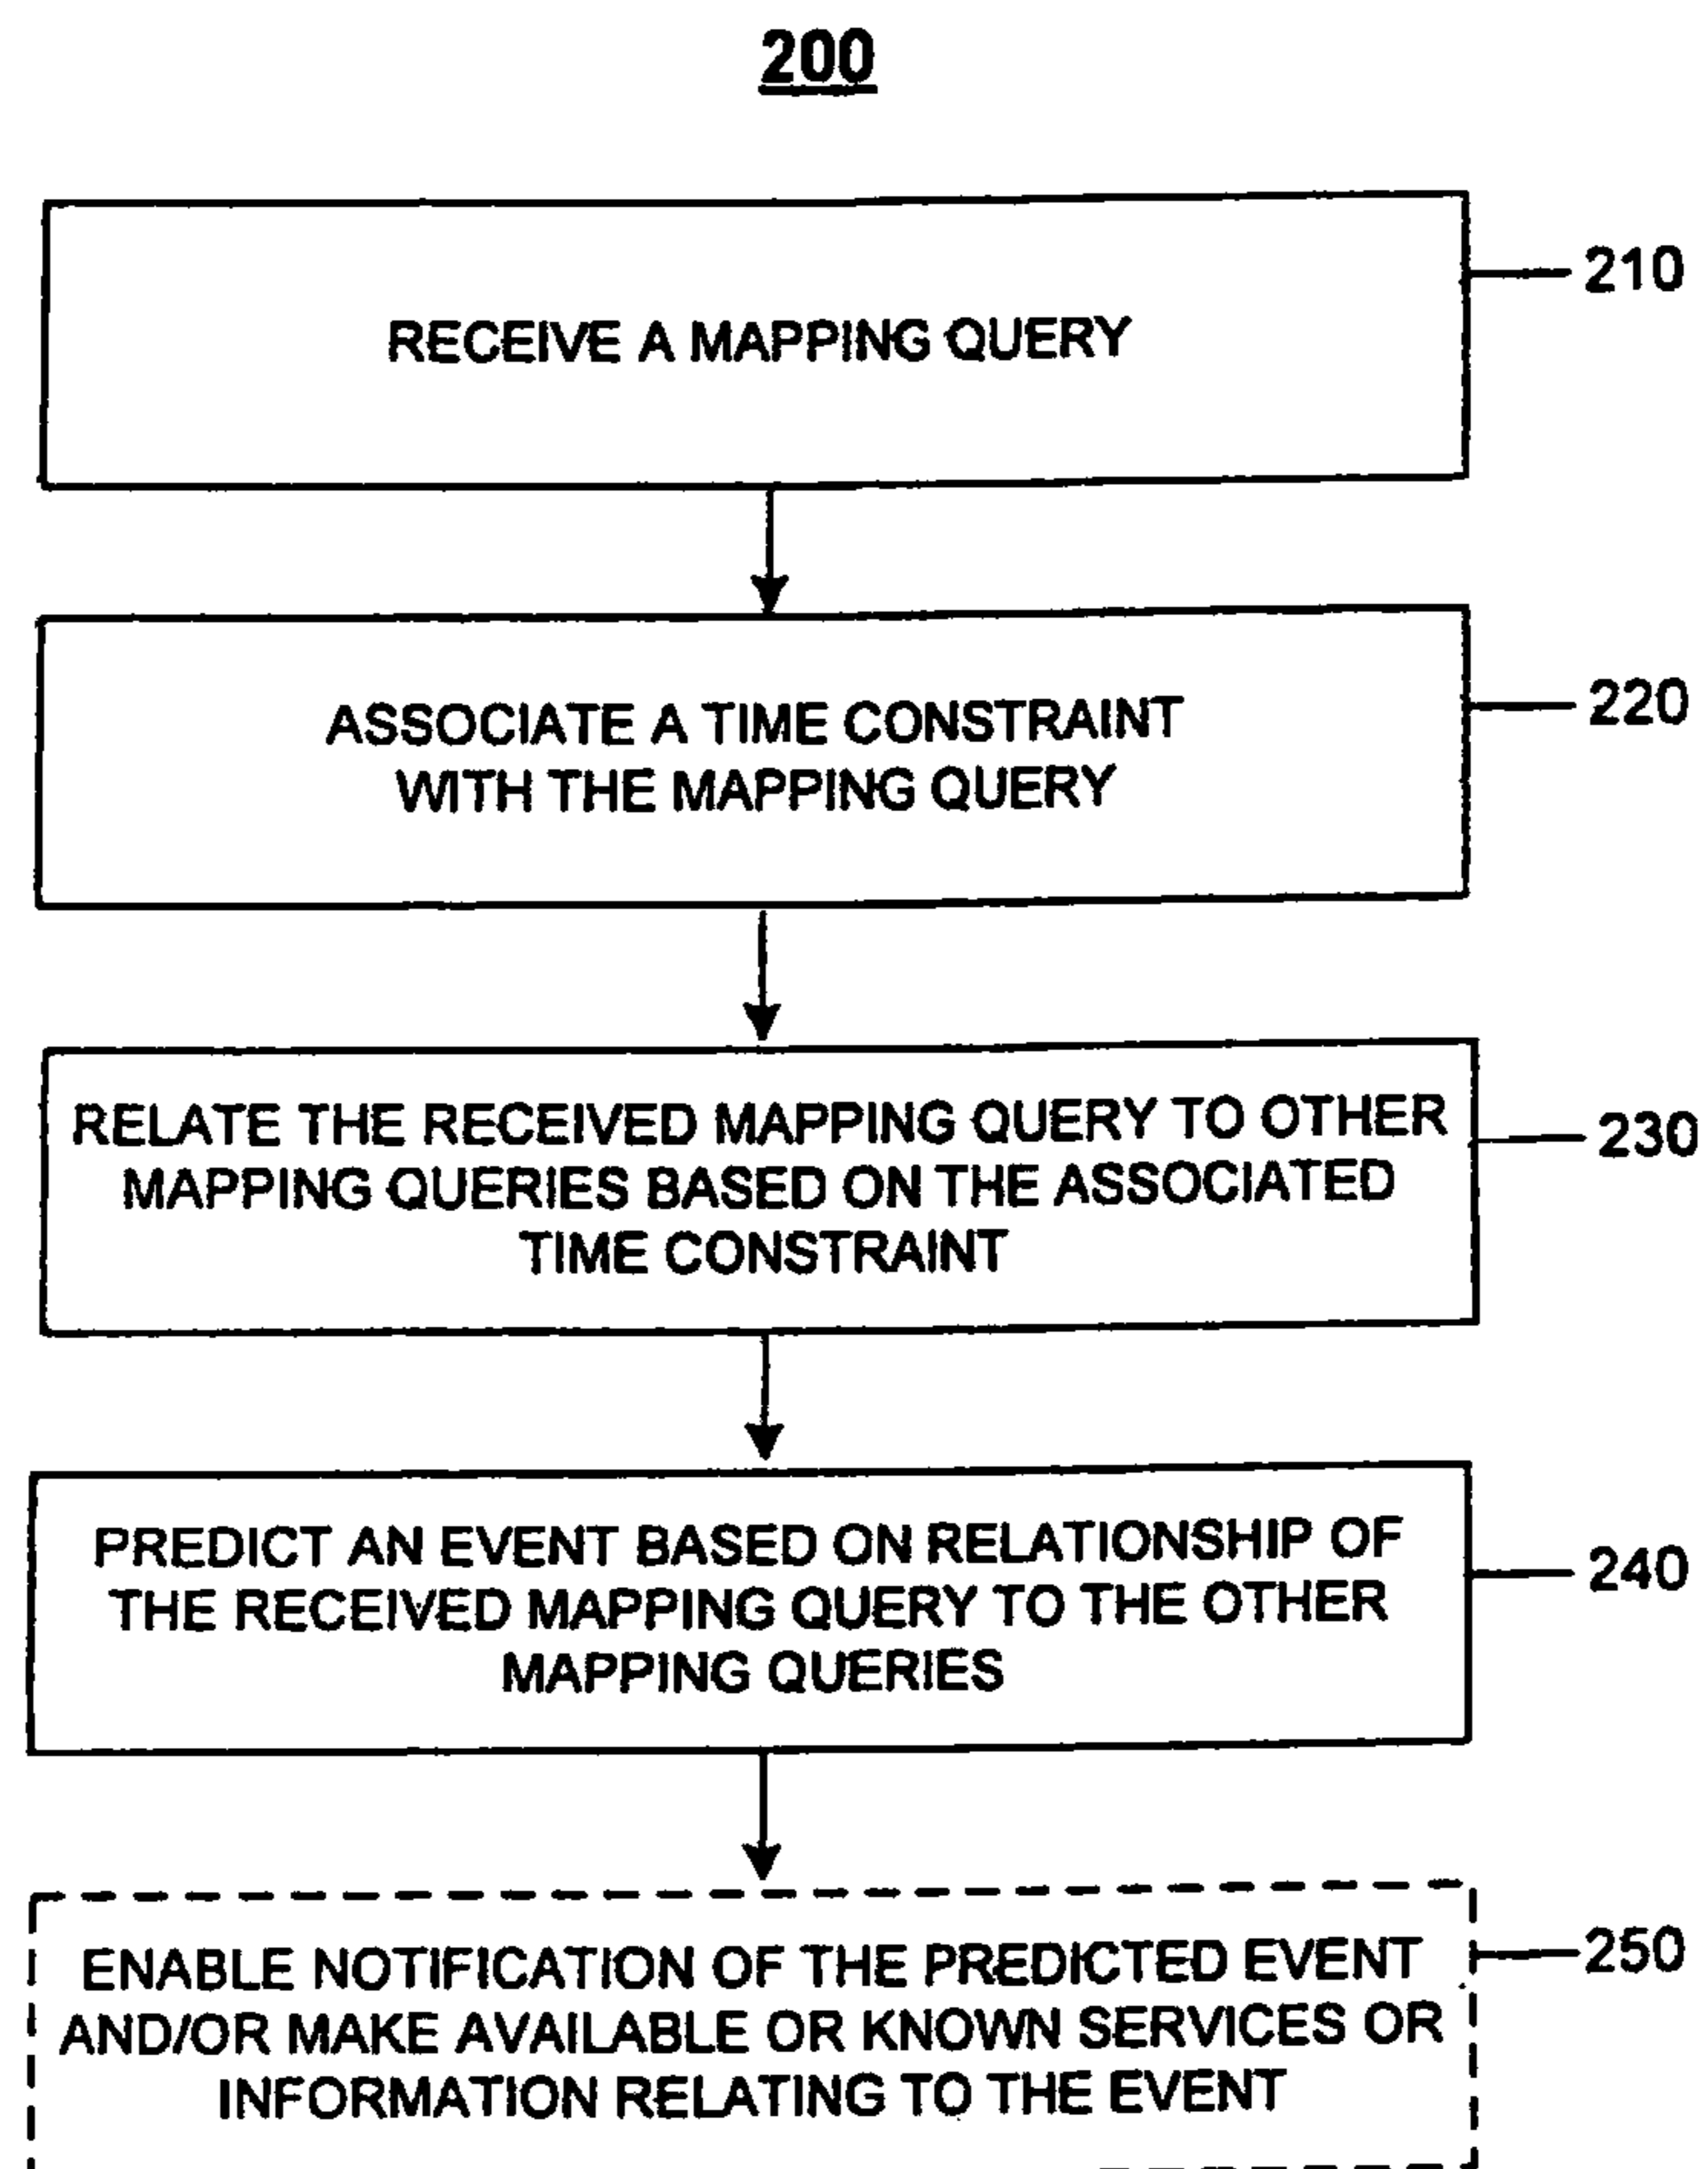 200
RECEIVE A MAPPING QUERY
210
ASSOCIATE A TIME CONSTRAINT
WITH THE MAPPING QUERY
220
RELATE THE RECEIVED MAPPING QUERY TO OTHER
MAPPING QUERIES BASED ON THE ASSOCIATED
TIME CONSTRAINT
230
PREDICT AN EVENT BASED ON RELATIONSHIP OF
THE RECEIVED MAPPING QUERY TO THE OTHER
MAPPING QUERIES
240
ENABLE NOTIFICATION OF THE PREDICTED EVENT
AND/OR MAKE AVAILABLE OR KNOWN SERVICES OR
INFORMATION RELATING TO THE EVENT
250